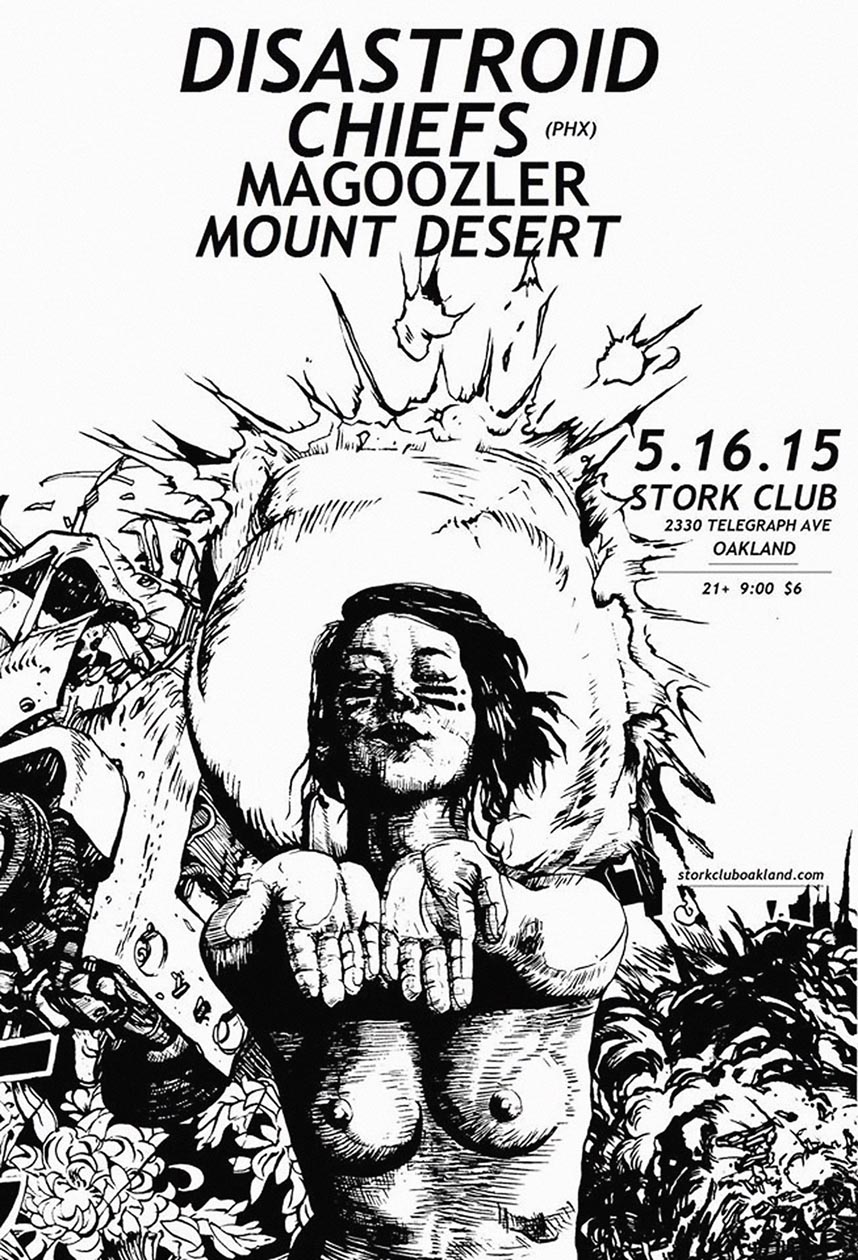 DISASTROID
CHIEFS (PHX)
MAGOOZLER
MOUNT DESERT
5.16.15
STORK CLUB
2330 TELEGRAPH AVE
OAKLAND
21+ 9:00 $6
storkcluboakland.com